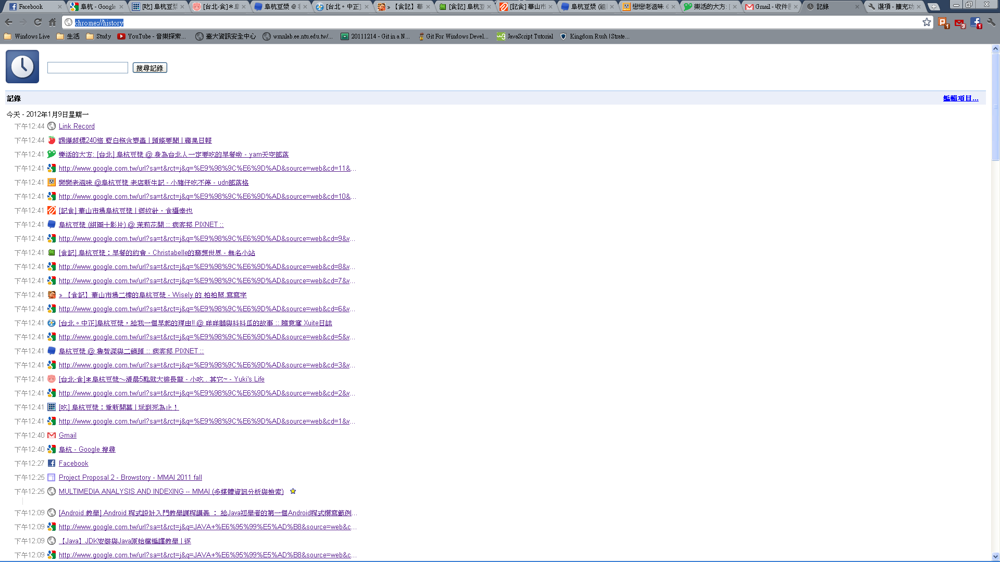 Facebook
阜杭 - Google
[吃] 阜杭豆漿
[台北-食]＊阜
阜杭豆漿 @
[台北。中正]
» 【食記】華
[食記] 阜杭豆
[記食] 華山市
阜杭豆漿 (組
戀戀老滋味
樂活的大方: [
Gmail - 收件
記錄
選項 - 擴充功
chrome://history
Windows Live
生活
Study
YouTube - 音樂探索...
臺大資訊安全中心
wmnlab.ee.ntu.edu.tw/...
20111214 - Git in a N...
Git For Windows Devel...
JavaScript Tutorial
Kingdom Rush | Strate...
搜尋記錄
記錄
編輯項目...
今天 - 2012年1月9日星期一
下午12:44 Link Record
下午12:44 踢爆超標240倍 藍白拖含塑毒 | 頭條要聞 | 蘋果日報
下午12:41 樂活的大方: [台北] 阜杭豆漿 @ 身為台北人一定要吃的早餐啦 - yam天空部落
下午12:41 http://www.google.com.tw/url?sa=t&rct=j&q=%E9%98%9C%E6%9D%AD&source=web&cd=11&...
下午12:41 戀戀老滋味 @阜杭豆漿 老店新生記 - 小豬仔吃不停 - udn部落格
下午12:41 http://www.google.com.tw/url?sa=t&rct=j&q=%E9%98%9C%E6%9D%AD&source=web&cd=10&...
下午12:41 [記食] 華山市場阜杭豆漿 | 迴紋針．食攝幸也
下午12:41 阜杭豆漿 (組圖十影片) @ 茉莉花開 :: 痞客邦 PIXNET ::
下午12:41 http://www.google.com.tw/url?sa=t&rct=j&q=%E9%98%9C%E6%9D%AD&source=web&cd=9&v...
下午12:41 [食記] 阜杭豆漿：早餐的約會 - Christabelle的藝想世界 - 無名小站
下午12:41 http://www.google.com.tw/url?sa=t&rct=j&q=%E9%98%9C%E6%9D%AD&source=web&cd=8&v...
下午12:41 http://www.google.com.tw/url?sa=t&rct=j&q=%E9%98%9C%E6%9D%AD&source=web&cd=7&v...
下午12:41 » 【食記】華山市場二樓的阜杭豆漿 - Wisely 的 拍拍照.寫寫字
下午12:41 http://www.google.com.tw/url?sa=t&rct=j&q=%E9%98%9C%E6%9D%AD&source=web&cd=6&v...
下午12:41 [台北。中正]阜杭豆漿，給我一個早起的理由!! @ 咩咩獅與抖抖瓜的故事 :: 隨意窩 Xuite日誌
下午12:41 http://www.google.com.tw/url?sa=t&rct=j&q=%E9%98%9C%E6%9D%AD&source=web&cd=5&v...
下午12:41 阜杭豆漿 @ 魯智深與二鍋頭 :: 痞客邦 PIXNET ::
下午12:41 http://www.google.com.tw/url?sa=t&rct=j&q=%E9%98%9C%E6%9D%AD&source=web&cd=3&v...
下午12:41 [台北-食]＊阜杭豆漿～清晨5點就大排長龍 - 小吃 . 其它~ - Yuki's Life
下午12:41 http://www.google.com.tw/url?sa=t&rct=j&q=%E9%98%9C%E6%9D%AD&source=web&cd=2&v...
下午12:41 [吃] 阜杭豆漿：重新開幕 | 玩到死為止！
下午12:41 http://www.google.com.tw/url?sa=t&rct=j&q=%E9%98%9C%E6%9D%AD&source=web&cd=1&v...
下午12:40 Gmail
下午12:40 阜杭 - Google 搜尋
下午12:27 Facebook
下午12:25 Project Proposal 2 - Browstory - MMAI 2011 fall
下午12:25 MULTIMEDIA ANALYSIS AND INDEXING -- MMAI (多媒體資訊分析與檢索)
下午12:09 [Android 教學] Android 程式設計入門教學課程講義 ： 給Java初學者的第一個Android程式撰寫範例...
下午12:09 http://www.google.com.tw/url?sa=t&rct=j&q=JAVA+%E6%95%99%E5%AD%B8&source=web&c...
下午12:09 【Java】JDK安裝與Java原始檔編譯教學 | 逐
下午12:09 http://www.google.com.tw/url?sa=t&rct=j&q=JAVA+%E6%95%99%E5%AD%B8&source=web&c...